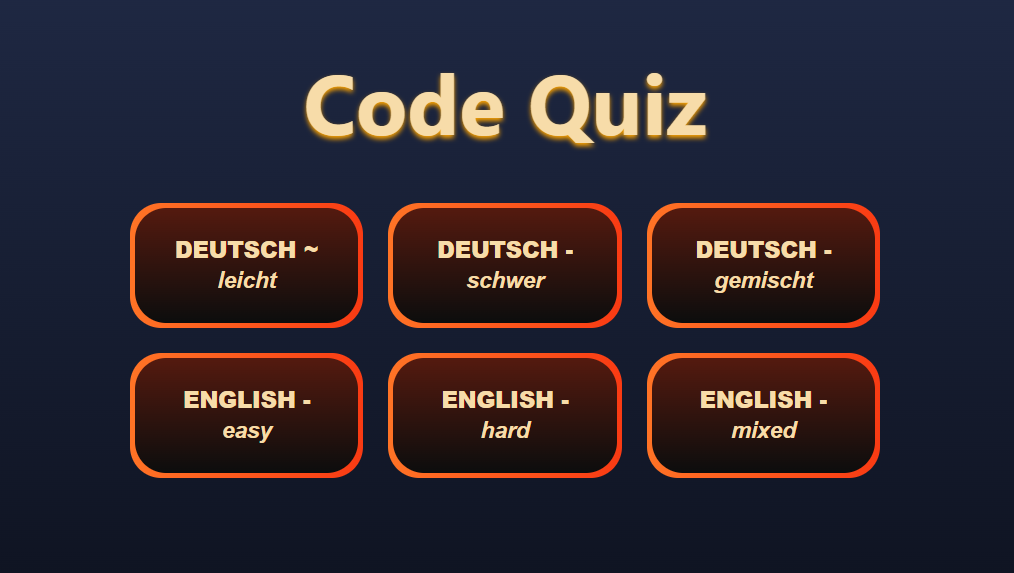 Code Quiz
DEUTSCH ~
leicht
DEUTSCH -
schwer
DEUTSCH -
gemischt
ENGLISH -
easy
ENGLISH -
hard
ENGLISH -
mixed